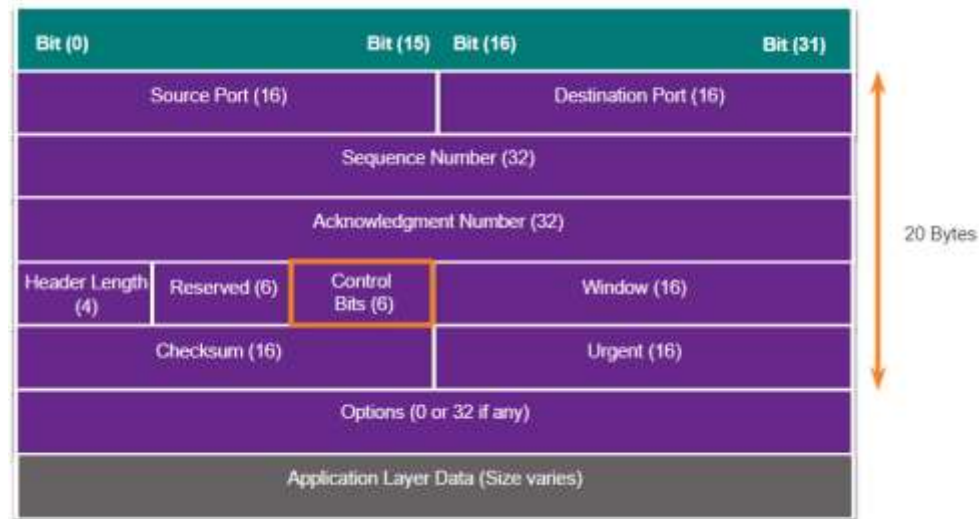 Bit (0) Bit (15) Bit (16) Bit (31)
Source Port (16) Destination Port (16)
Sequence Number (32)
Acknowledgment Number (32)
20 Bytes
Header Length
(4)
Reserved (6)
Control
Bits (6)
Window (16)
Checksum (16) Urgent (16)
Options (0 or 32 if any)
Application Layer Data (Size varies)